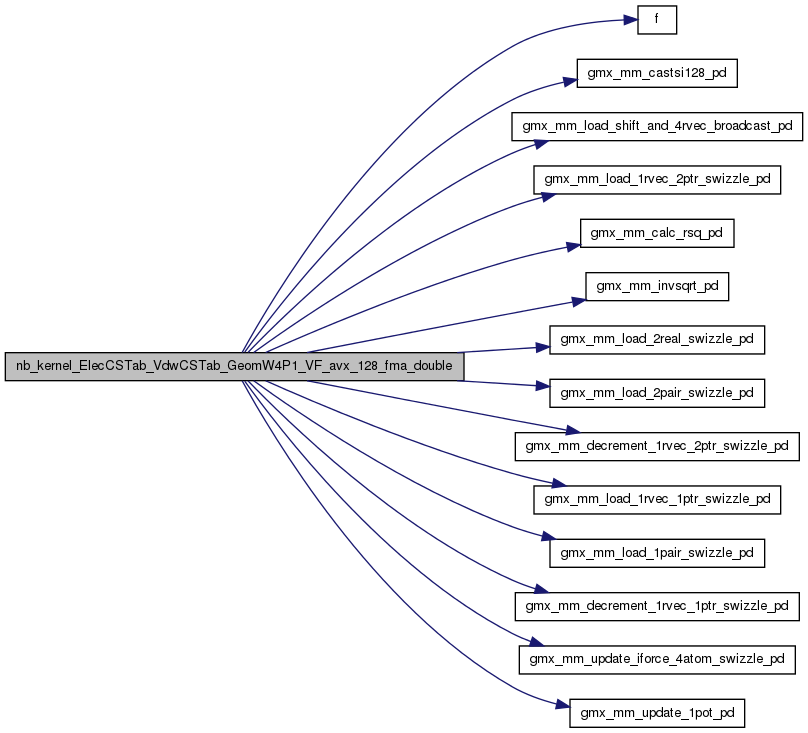 f
gmx_mm_castsi128_pd
gmx_mm_load_shift_and_4rvec_broadcast_pd
gmx_mm_load_1rvec_2ptr_swizzle_pd
gmx_mm_calc_rsq_pd
gmx_mm_invsqrt_pd
gmx_mm_load_2real_swizzle_pd
nb_kernel_ElecCSTab_VdwCSTab_GeomW4P1_VF_avx_128_fma_double
gmx_mm_load_2pair_swizzle_pd
gmx_mm_decrement_1rvec_2ptr_swizzle_pd
gmx_mm_load_1rvec_1ptr_swizzle_pd
gmx_mm_load_1pair_swizzle_pd
gmx_mm_decrement_1rvec_1ptr_swizzle_pd
gmx_mm_update_iforce_4atom_swizzle_pd
gmx_mm_update_1pot_pd